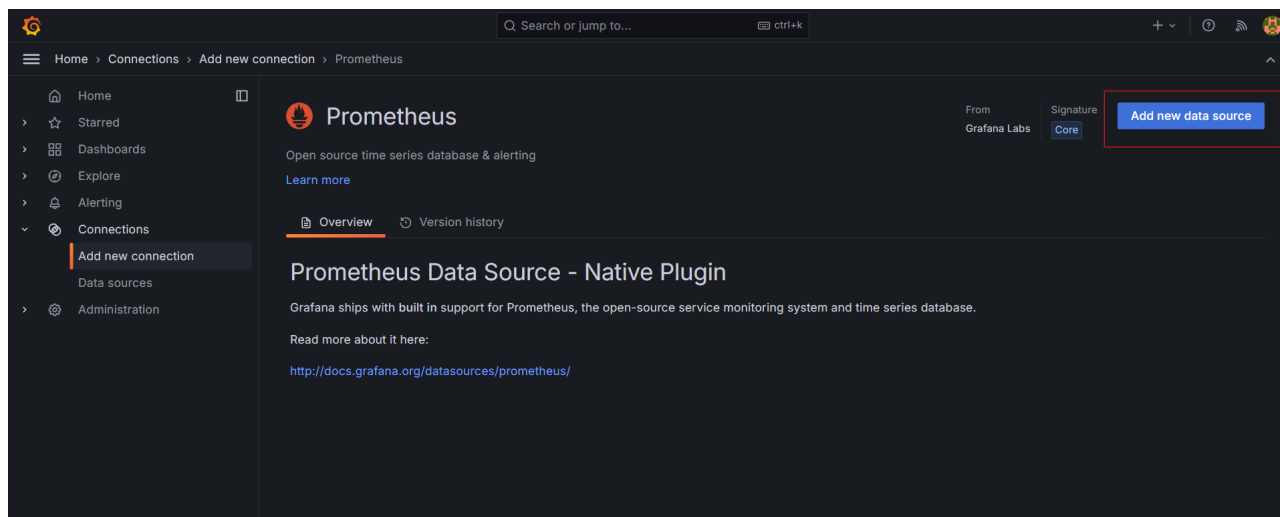 Search or jump to... ctrl+k
Home › Connections › Add new connection › Prometheus
Home
Starred
Dashboards
Explore
Alerting
Connections
Add new connection
Data sources
Administration
Prometheus
From
Grafana Labs
Signature
Core
Add new data source
Open source time series database & alerting
Learn more
Overview Version history
Prometheus Data Source - Native Plugin
Grafana ships with built in support for Prometheus, the open-source service monitoring system and time series database.
Read more about it here:
http://docs.grafana.org/datasources/prometheus/